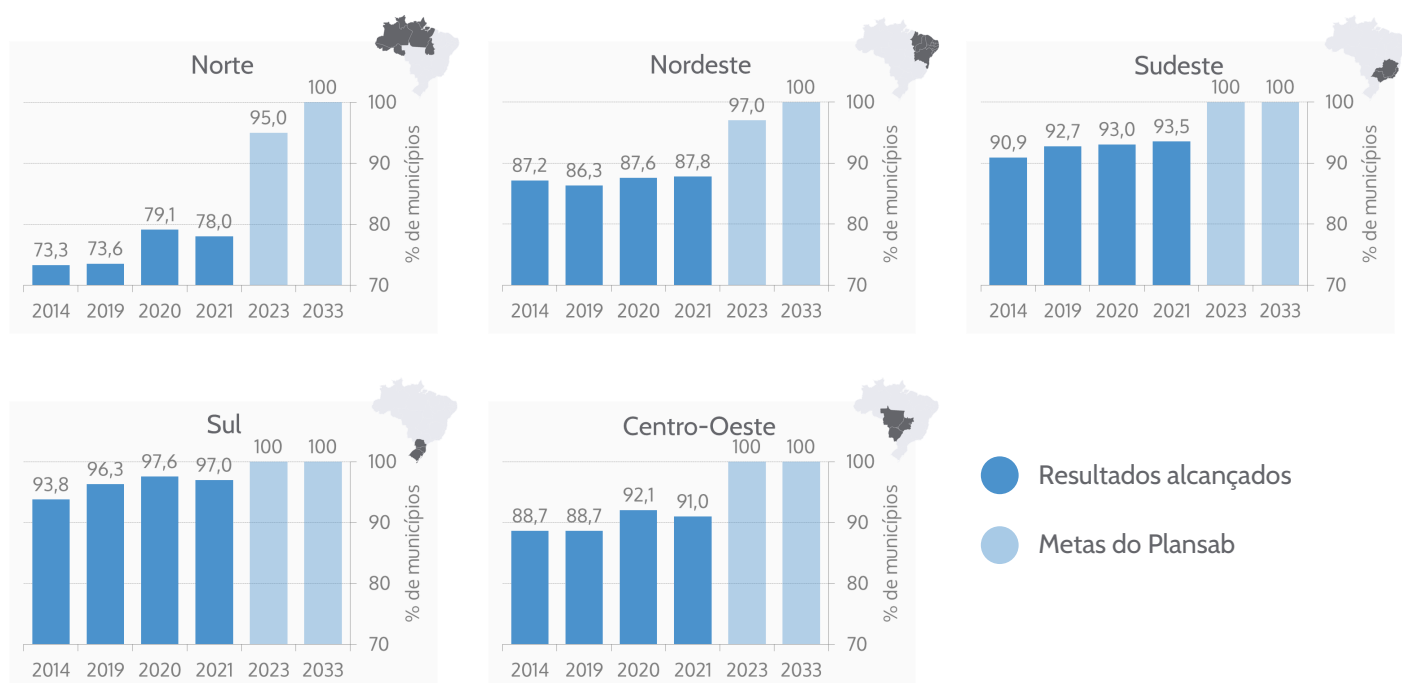 Norte
100
95,0
79,1
78,0
73,3
73,6
100
90
80
70
% de municípios
2014 2019 2020 2021 2023 2033
Nordeste
100
97,0
87,2
86,3
87,6
87,8
100
90
80
70
% de municípios
2014 2019 2020 2021 2023 2033
Sudeste
100
100
90,9
92,7
93,0
93,5
100
90
80
70
% de municípios
2014 2019 2020 2021 2023 2033
Sul
100
100
93,8
96,3
97,6
97,0
100
90
80
70
% de municípios
2014 2019 2020 2021 2023 2033
Centro-Oeste
100
100
88,7
88,7
92,1
91,0
100
90
80
70
% de municípios
2014 2019 2020 2021 2023 2033
Resultados alcançados
Metas do Plansab